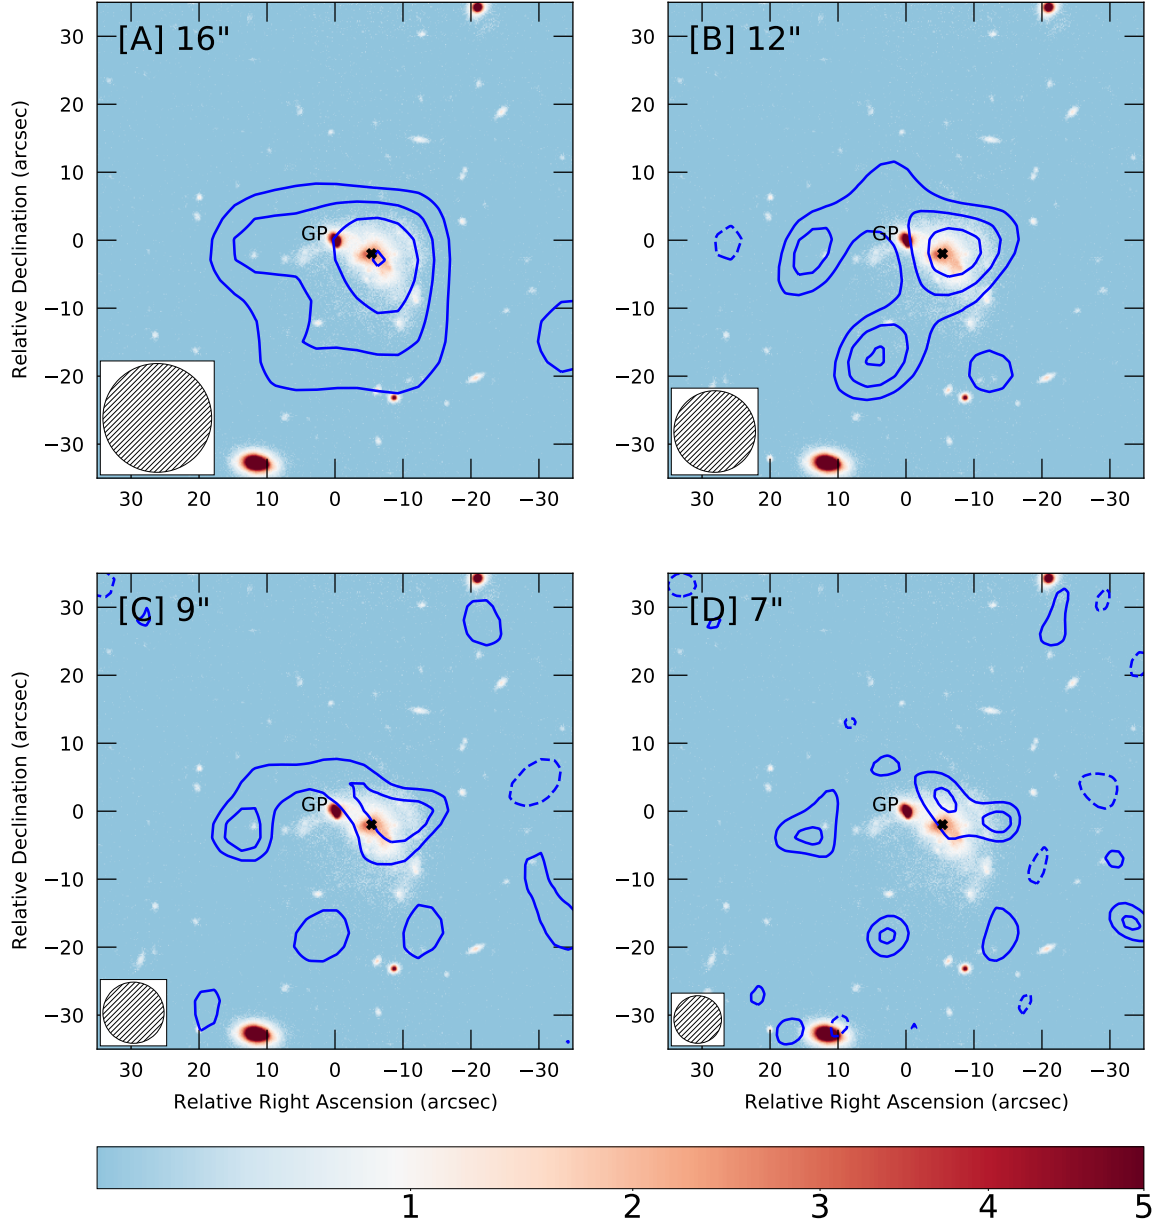 [A] 16"
[B] 12"
30
20
10
0
−10
−20
−30
GP
Relative Declination (arcsec)
30 20 10 0 −10 −20 −30
30
20
10
0
−10
−20
−30
GP
30 20 10 0 −10 −20 −30
[C] 9"
[D] 7"
30
20
10
0
−10
−20
−30
GP
Relative Declination (arcsec)
30 20 10 0 −10 −20 −30
Relative Right Ascension (arcsec)
30
20
10
0
−10
−20
−30
GP
30 20 10 0 −10 −20 −30
Relative Right Ascension (arcsec)
1 2 3 4 5